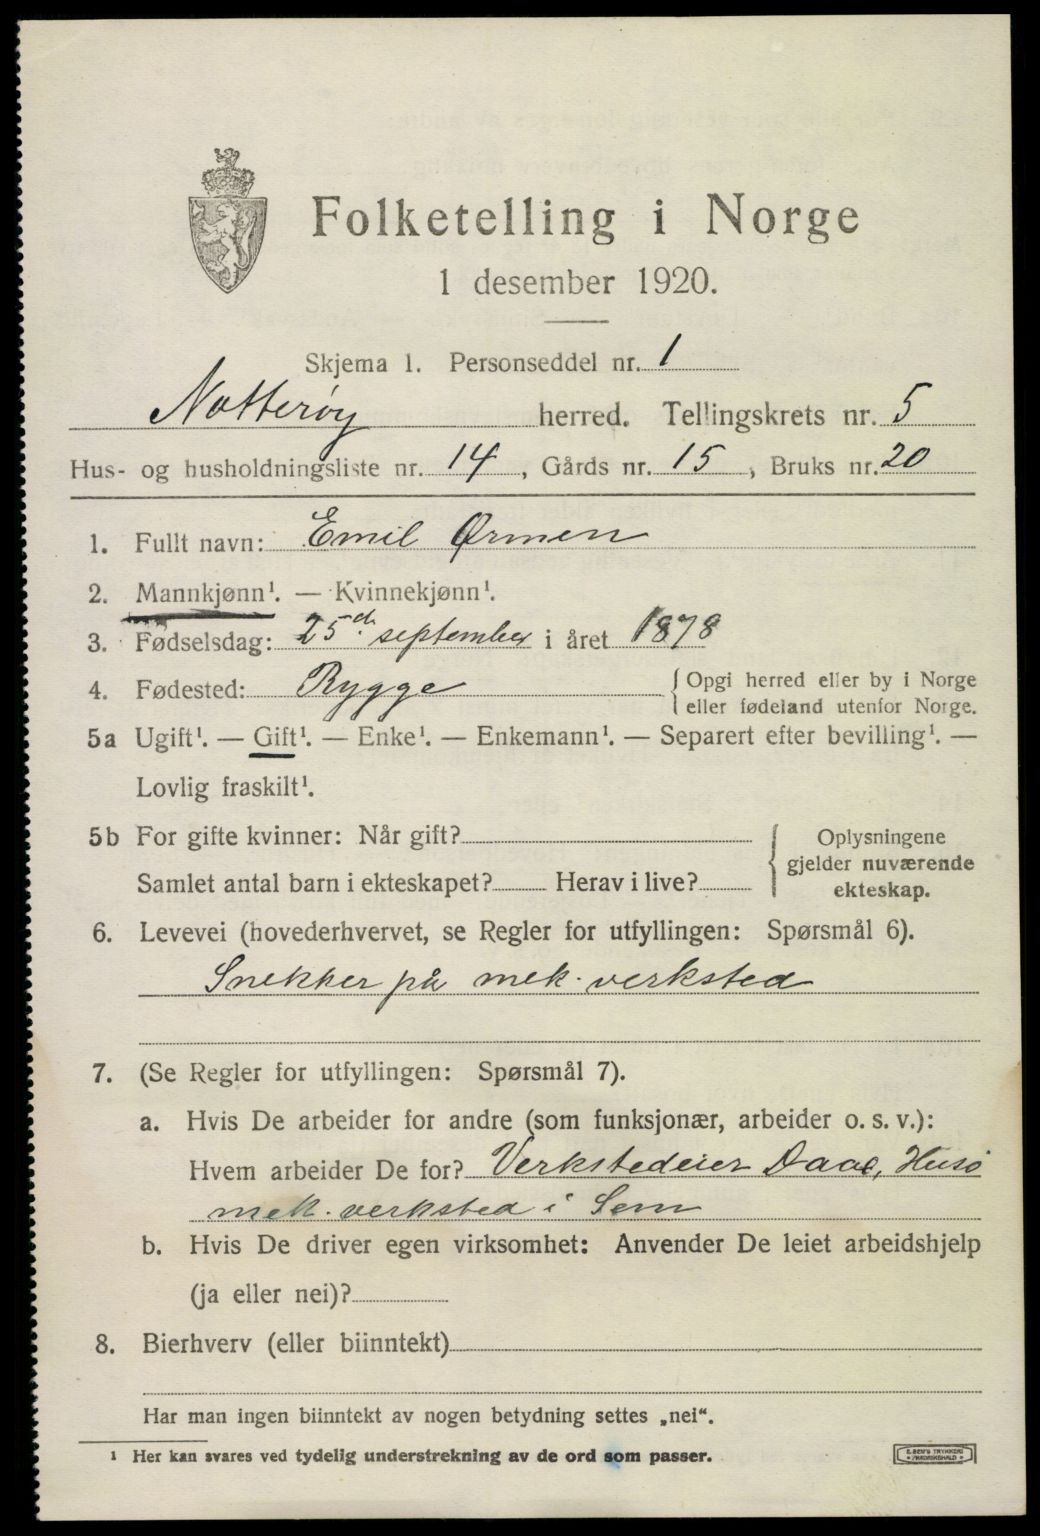 Folketelling i Norge
1 desember 1920.
Skjema 1. Personseddel nr. 1
Nøtterøy herred. Tellingskrets nr. 5
Hus- og husholdningsliste nr. 14, Gårds nr. 15, Bruks nr. 20
1. Fullt navn: Emil Ørmen
2. Mannkjønn¹. — Kvinnekjønn¹.
3. Fødselsdag: 25de september i året 1878
4. Fødested: Rygge { Opgi herred eller by i Norge
eller fødeland utenfor Norge.
5a Ugift¹. — Gift¹. — Enke¹. — Enkemann¹. — Separert efter bevilling¹. —
Lovlig fraskilt¹.
5b For gifte kvinner: Når gift?
Samlet antal barn i ekteskapet? Herav i live?
{ Oplysningene
gjelder nuværende
ekteskap.
6. Levevei (hovederhvervet, se Regler for utfyllingen: Spørsmål 6).
Snekker på mek. verksted
7. (Se Regler for utfyllingen: Spørsmål 7).
a. Hvis De arbeider for andre (som funksjonær, arbeider o. s. v.):
Hvem arbeider De for? Verkstedeier Daae, Husø
mek. verksted i Sem
b. Hvis De driver egen virksomhet: Anvender De leiet arbeidshjelp
(ja eller nei)?
8. Bierhverv (eller biinntekt)
Har man ingen biinntekt av nogen betydning settes „nei“.
¹ Her kan svares ved tydelig understrekning av de ord som passer.
E. SEM'S TRYKKERI
FREDRIKSHALD